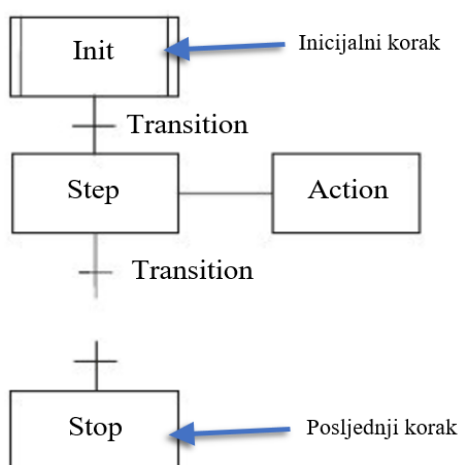 Init
Inicijalni korak
Transition
Step
Action
Transition
Stop
Posljednji korak